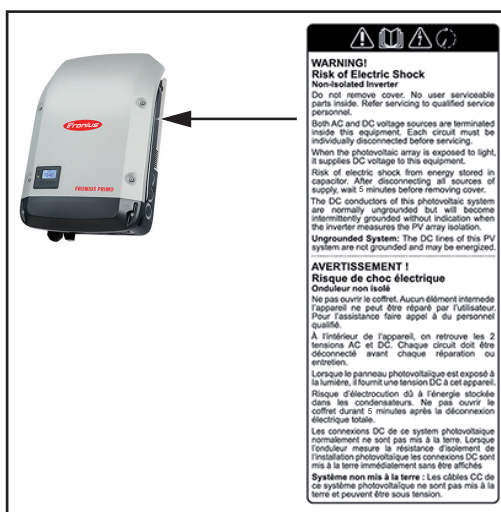 Fronius
FRONIUS PRIMO
WARNING!
Risk of Electric Shock
Non-Isolated Inverter
Do not remove cover. No user serviceable
parts inside. Refer servicing to qualified service
personnel.
Both AC and DC voltage sources are terminated
inside this equipment. Each circuit must be
individually disconnected before servicing.
When the photovoltaic array is exposed to light,
it supplies DC voltage to this equipment.
Risk of electric shock from energy stored in
capacitor. After disconnecting all sources of
supply, wait 5 minutes before removing cover.
The DC conductors of this photovoltaic system
are normally ungrounded but will become
intermittently grounded without indication when
the inverter measures the PV array isolation.
Ungrounded System: The DC lines of this PV
system are not grounded and may be energized.
AVERTISSEMENT !
Risque de choc électrique
Onduleur non isolé
Ne pas ouvrir le coffret. Aucun élément internede
l'appareil ne peut être réparé par l'utilisateur.
Pour l'assistance faire appel à du personnel
qualifié.
À l'intérieur de l'appareil, on retrouve les 2
tensions AC et DC. Chaque circuit doit être
déconnecté avant chaque réparation ou
entretien.
Lorsque le panneau photovoltaïque est exposé à
la lumière, il fournit une tension DC à cet appareil.
Risque d'électrocution dû à l'énergie stockée
dans les condensateurs. Ne pas ouvrir le
coffret durant 5 minutes après la déconnexion
électrique totale.
Les connexions DC de ce system photovoltaique
normalement ne sont pas mis à la terre. Lorsque
l'onduleur mesure la résistance d'isolement de
l'installation photovoltaïque les connexions DC sont
mis à la terre immédiatement sans être affichés
Système non mis à la terre : Les câbles CC de
ce système photovoltaïque ne sont pas mis à la
terre et peuvent être sous tension.